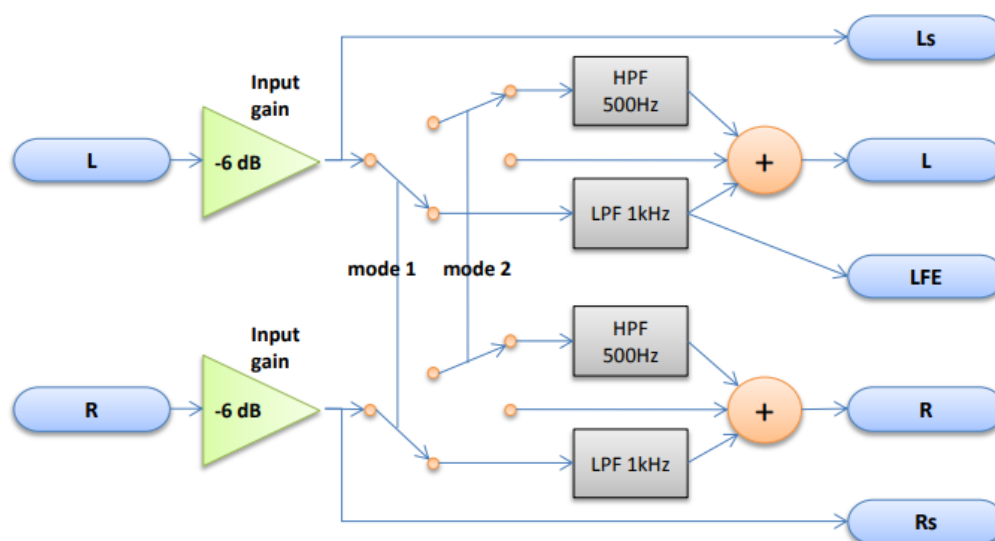 Ls
HPF
500Hz
Input
gain
L
-6 dB
+
L
LPF 1kHz
mode 1
mode 2
LFE
HPF
500Hz
Input
gain
R
-6 dB
+
R
LPF 1kHz
Rs